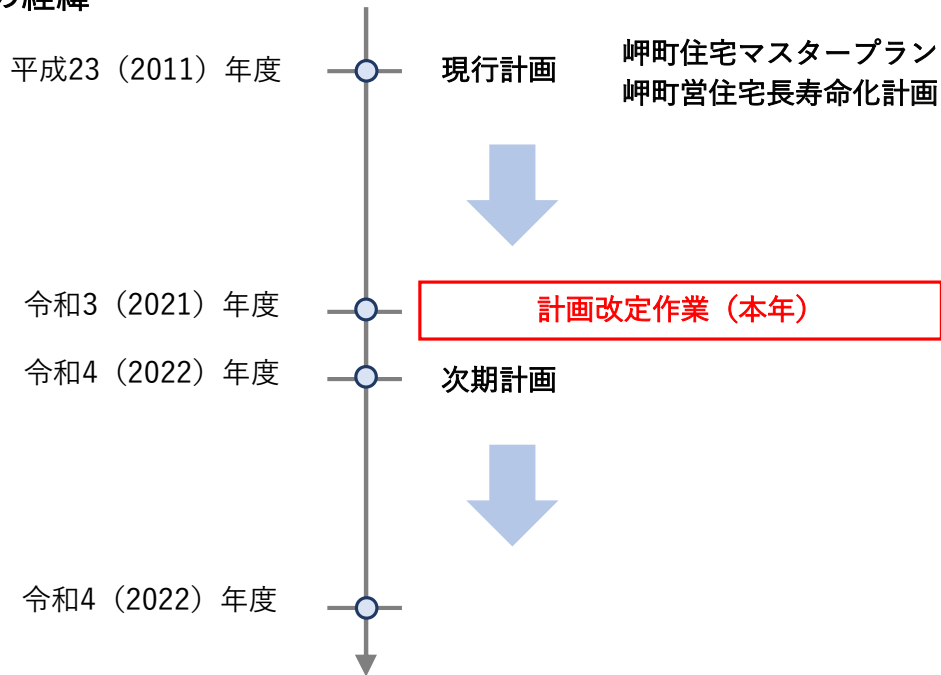 の経緯
平成23（2011）年度
現行計画
岬町住宅マスタープラン
岬町営住宅長寿命化計画
令和3（2021）年度
計画改定作業（本年）
令和4（2022）年度
次期計画
令和4（2022）年度